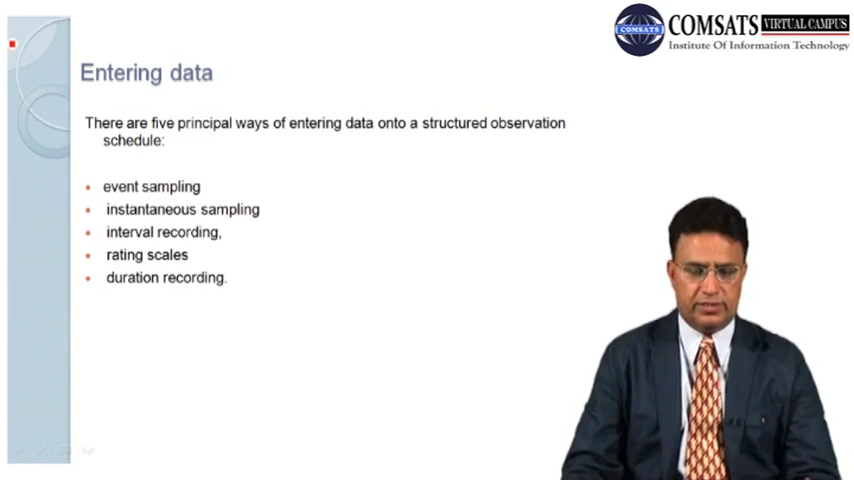 COMSATS VIRTUAL CAMPUS
COMSATS
Institute Of Information Technology
Entering data
There are five principal ways of entering data onto a structured observation
schedule:
event sampling
instantaneous sampling
interval recording,
rating scales
duration recording.